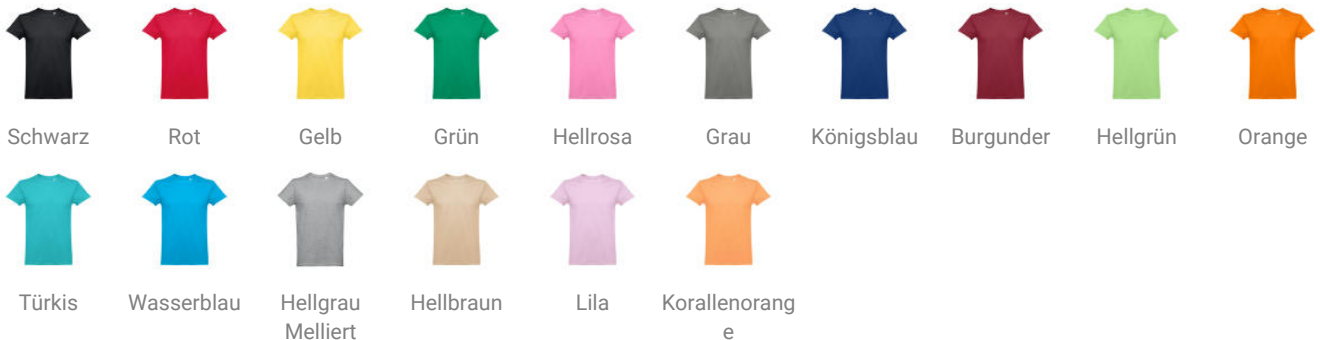 Schwarz Rot Gelb Grün Hellrosa Grau Königsblau Burgunder Hellgrün Orange
Türkis Wasserblau Hellgrau Hellbraun Lila Korallenorang
Melliert e